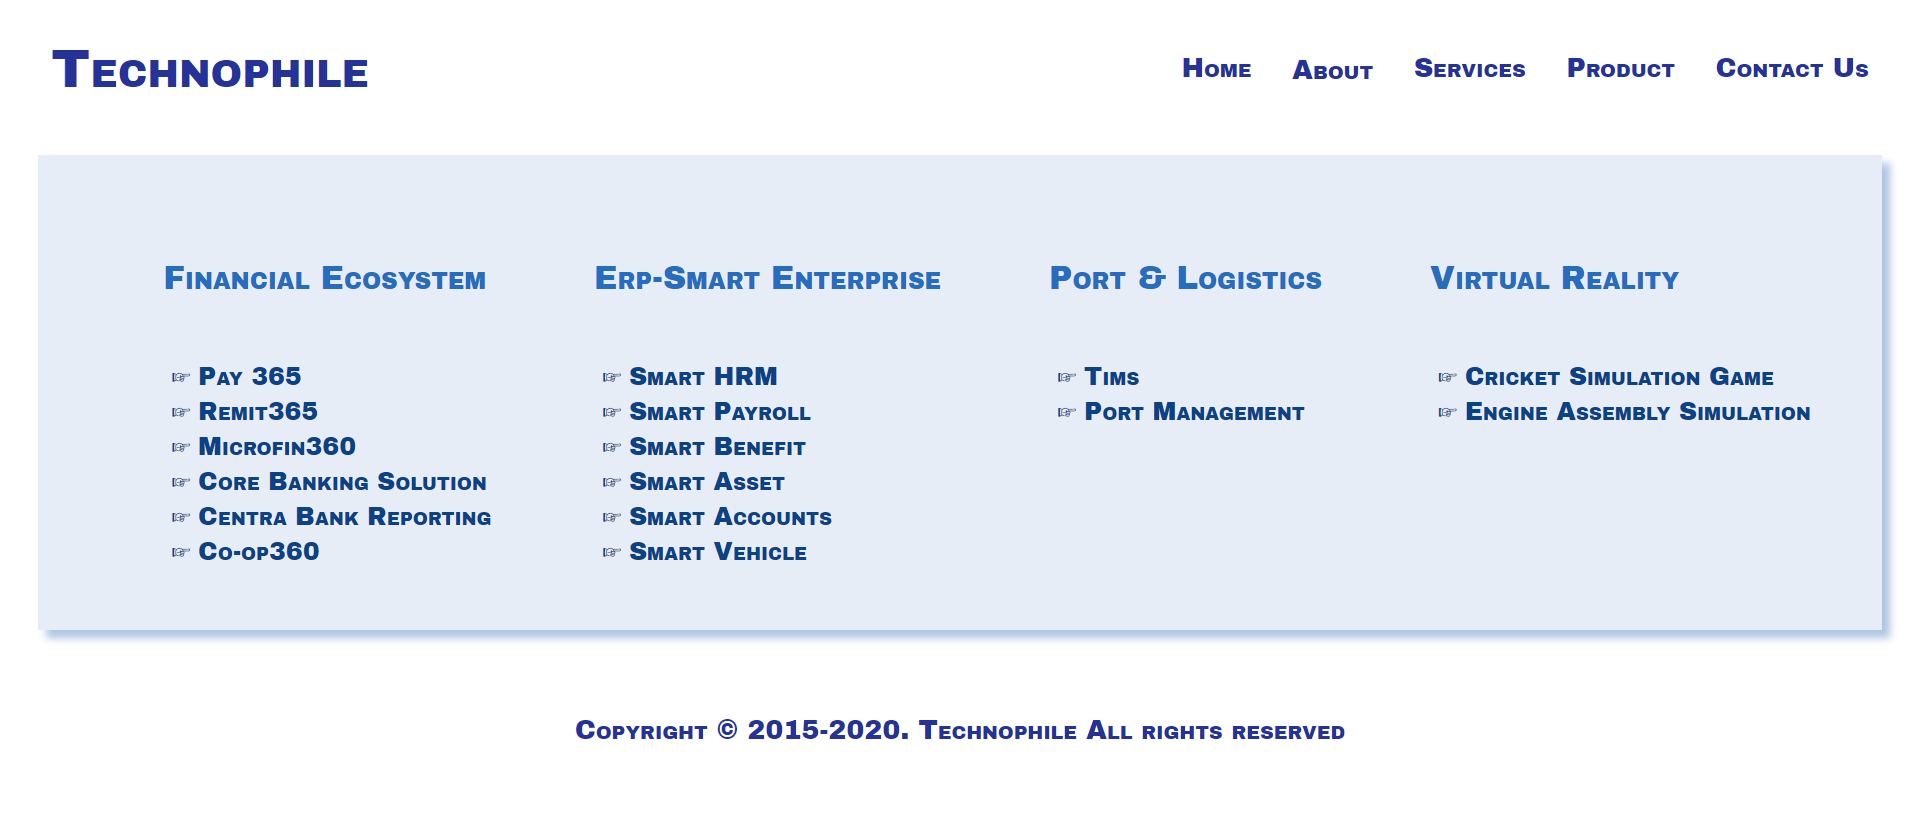 Technophile
Home About Services Product Contact Us
Financial Ecosystem
☞ Pay 365
☞ Remit365
☞ Microfin360
☞ Core Banking Solution
☞ Centra Bank Reporting
☞ Co-op360
Erp-Smart Enterprise
☞ Smart HRM
☞ Smart Payroll
☞ Smart Benefit
☞ Smart Asset
☞ Smart Accounts
☞ Smart Vehicle
Port & Logistics
☞ Tims
☞ Port Management
Virtual Reality
☞ Cricket Simulation Game
☞ Engine Assembly Simulation
Copyright © 2015-2020. Technophile All rights reserved